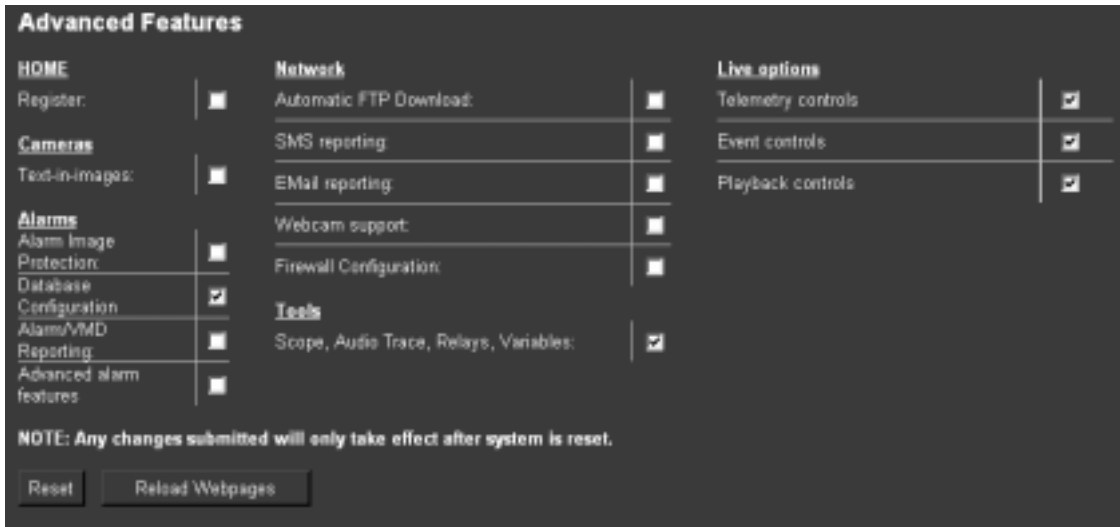 Advanced Features
HOME
Register:
Cameras
Text-in-images:
Alarms
Alarm Image
Protection:
Database
Configuration
Alarm/VMD
Reporting:
Advanced alarm
features
Network
Automatic FTP Download:
SMS reporting:
EMail reporting:
Webcam support:
Firewall Configuration:
Tools
Scope, Audio Trace, Relays, Variables:
Live options
Telemetry controls
Event controls
Playback controls
NOTE: Any changes submitted will only take effect after system is reset.
Reset
Reload Webpages